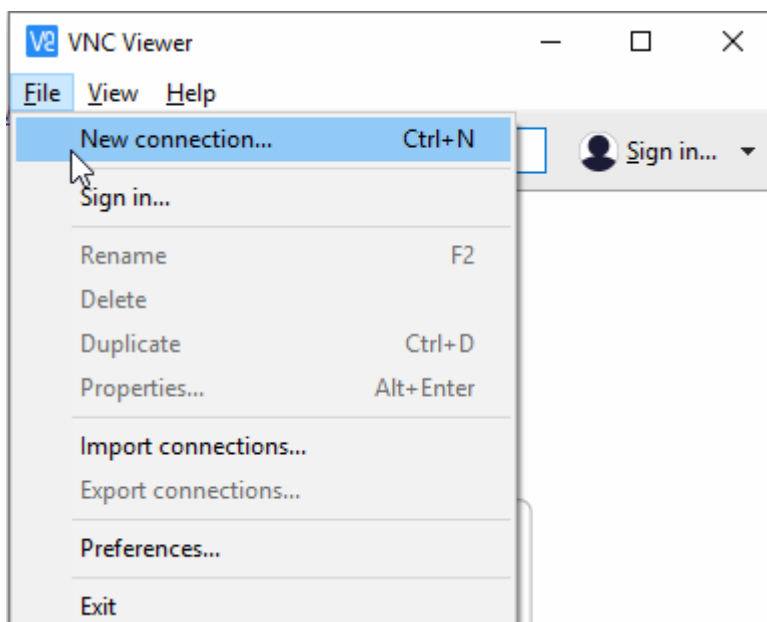 VNC Viewer
File View Help
New connection... Ctrl+N
Sign in...
Sign in...
Rename F2
Delete
Duplicate Ctrl+D
Properties... Alt+Enter
Import connections...
Export connections...
Preferences...
Exit